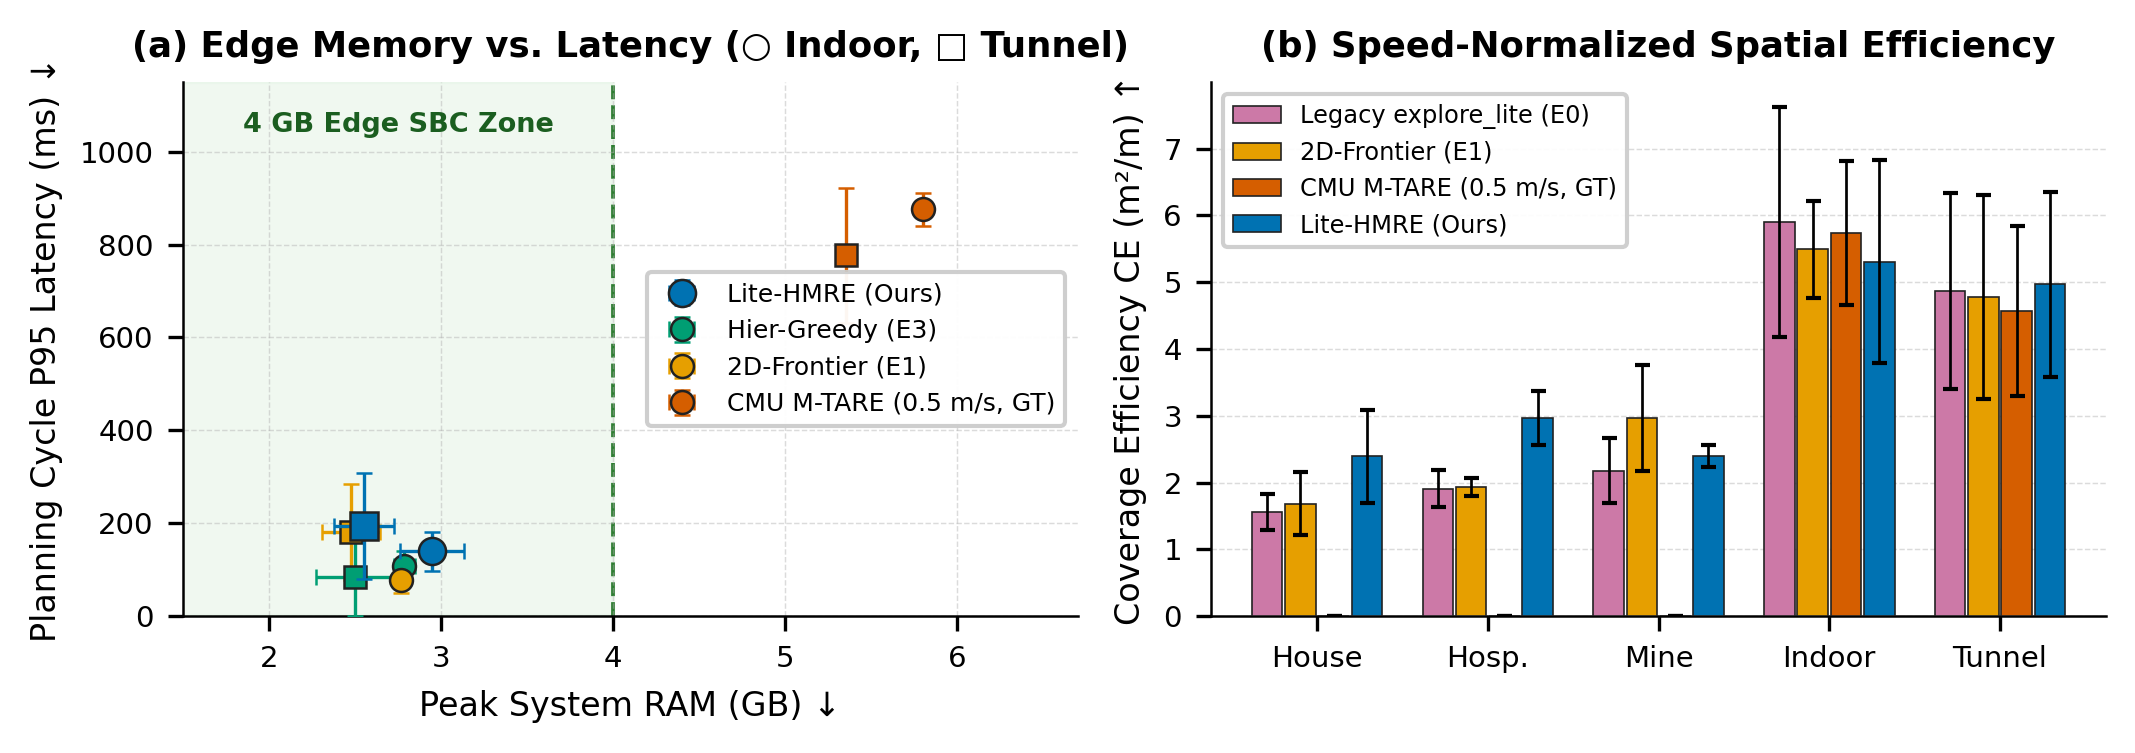 (a) Edge Memory vs. Latency (○ Indoor, □ Tunnel)
Planning Cycle P95 Latency (ms) ↓
4 GB Edge SBC Zone
1000
800
600
400
200
0
Lite-HMRE (Ours)
Hier-Greedy (E3)
2D-Frontier (E1)
CMU M-TARE (0.5 m/s, GT)
2 3 4 5 6
Peak System RAM (GB) ↓
(b) Speed-Normalized Spatial Efficiency
Coverage Efficiency CE (m²/m) ↑
7
6
5
4
3
2
1
0
Legacy explore_lite (E0)
2D-Frontier (E1)
CMU M-TARE (0.5 m/s, GT)
Lite-HMRE (Ours)
House Hosp. Mine Indoor Tunnel